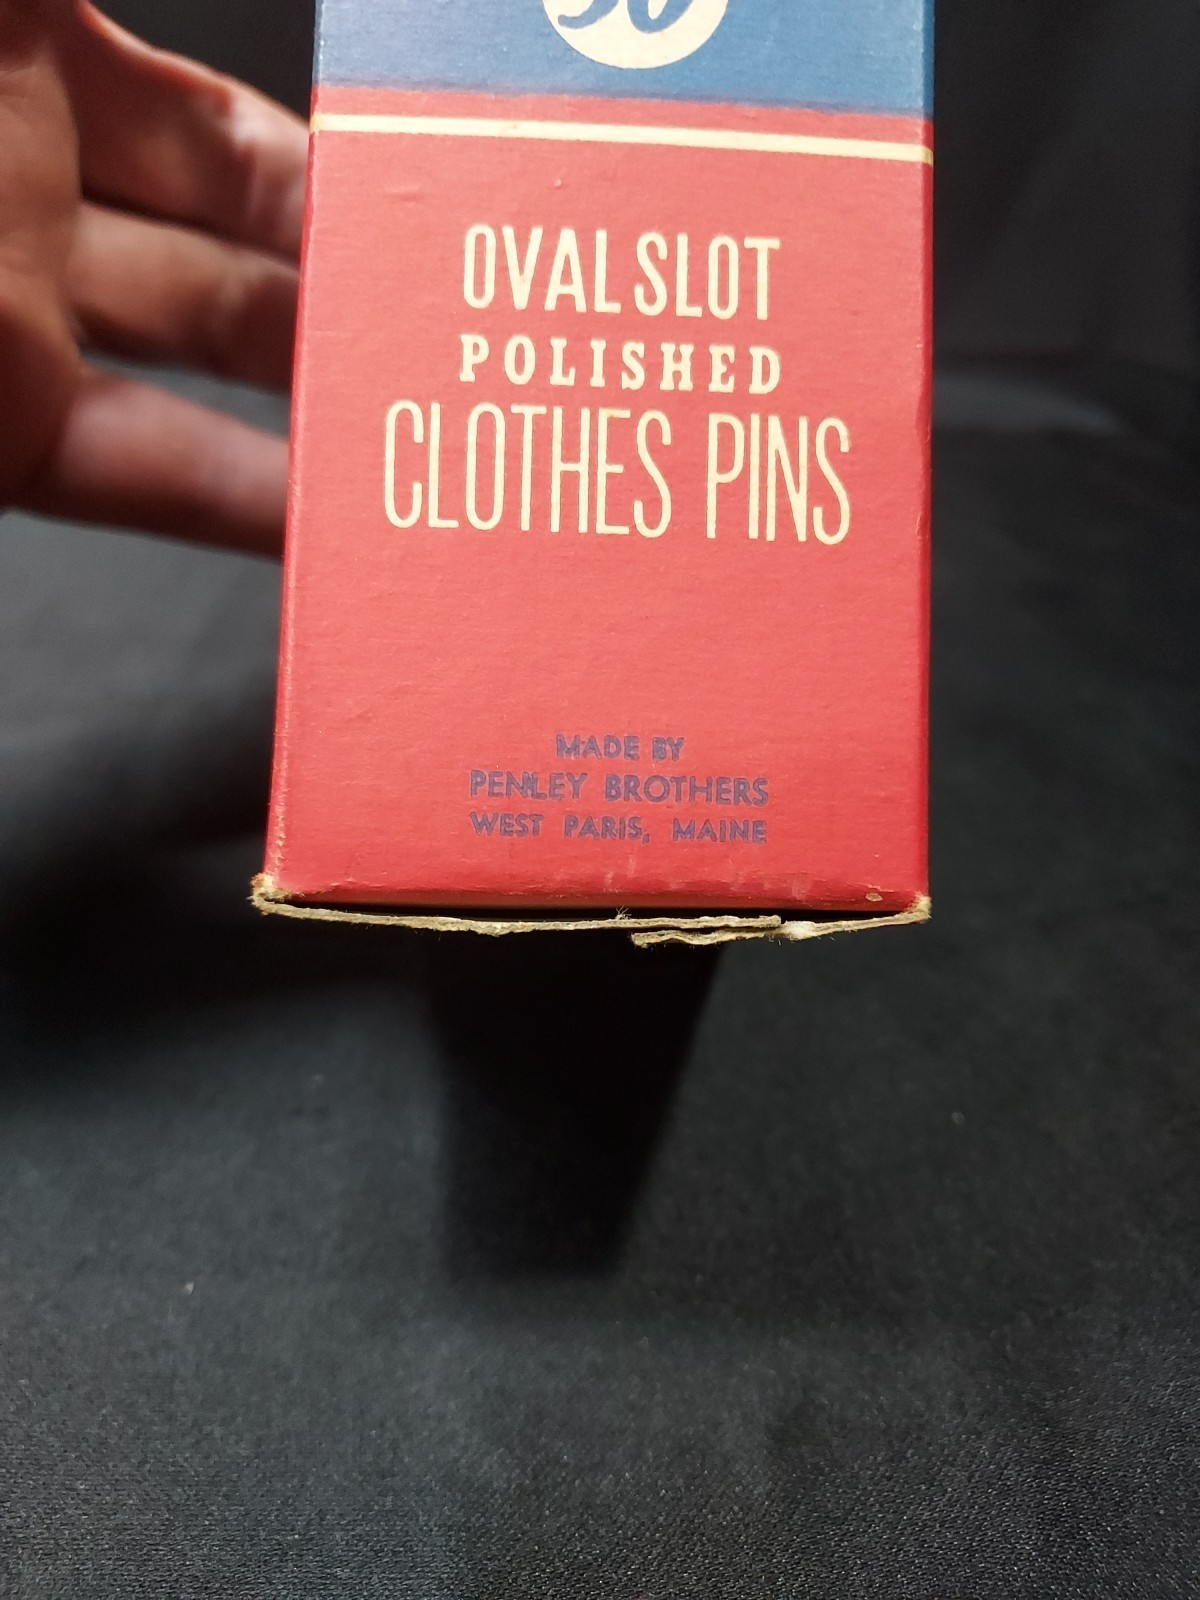 OVAL SLOT
POLISHED
CLOTHES PINS
MADE BY
PENLEY BROTHERS
WEST PARIS, MAINE